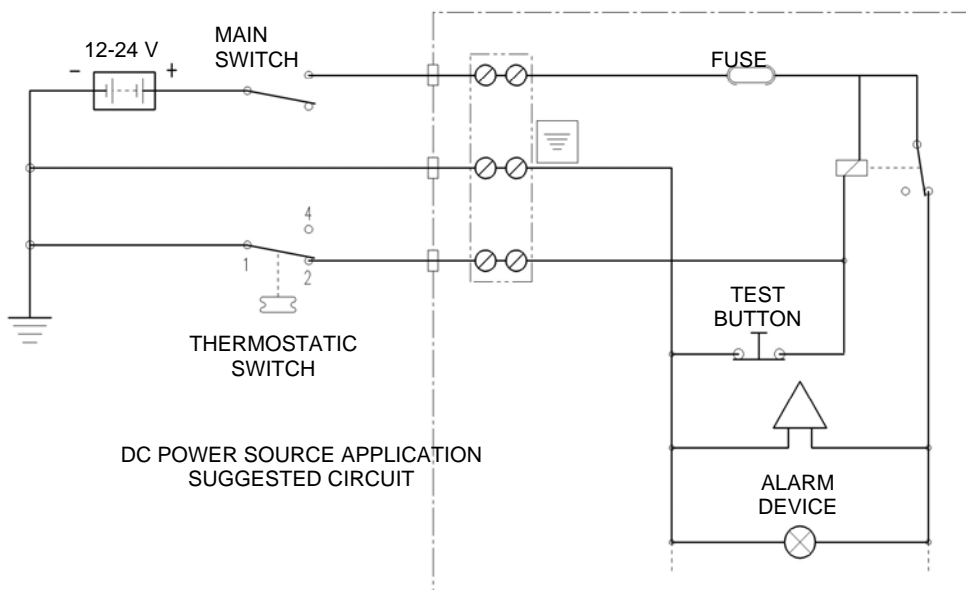 12-24 V
- +
MAIN
SWITCH
FUSE
4
1
2
THERMOSTATIC
SWITCH
TEST
BUTTON
DC POWER SOURCE APPLICATION
SUGGESTED CIRCUIT
ALARM
DEVICE